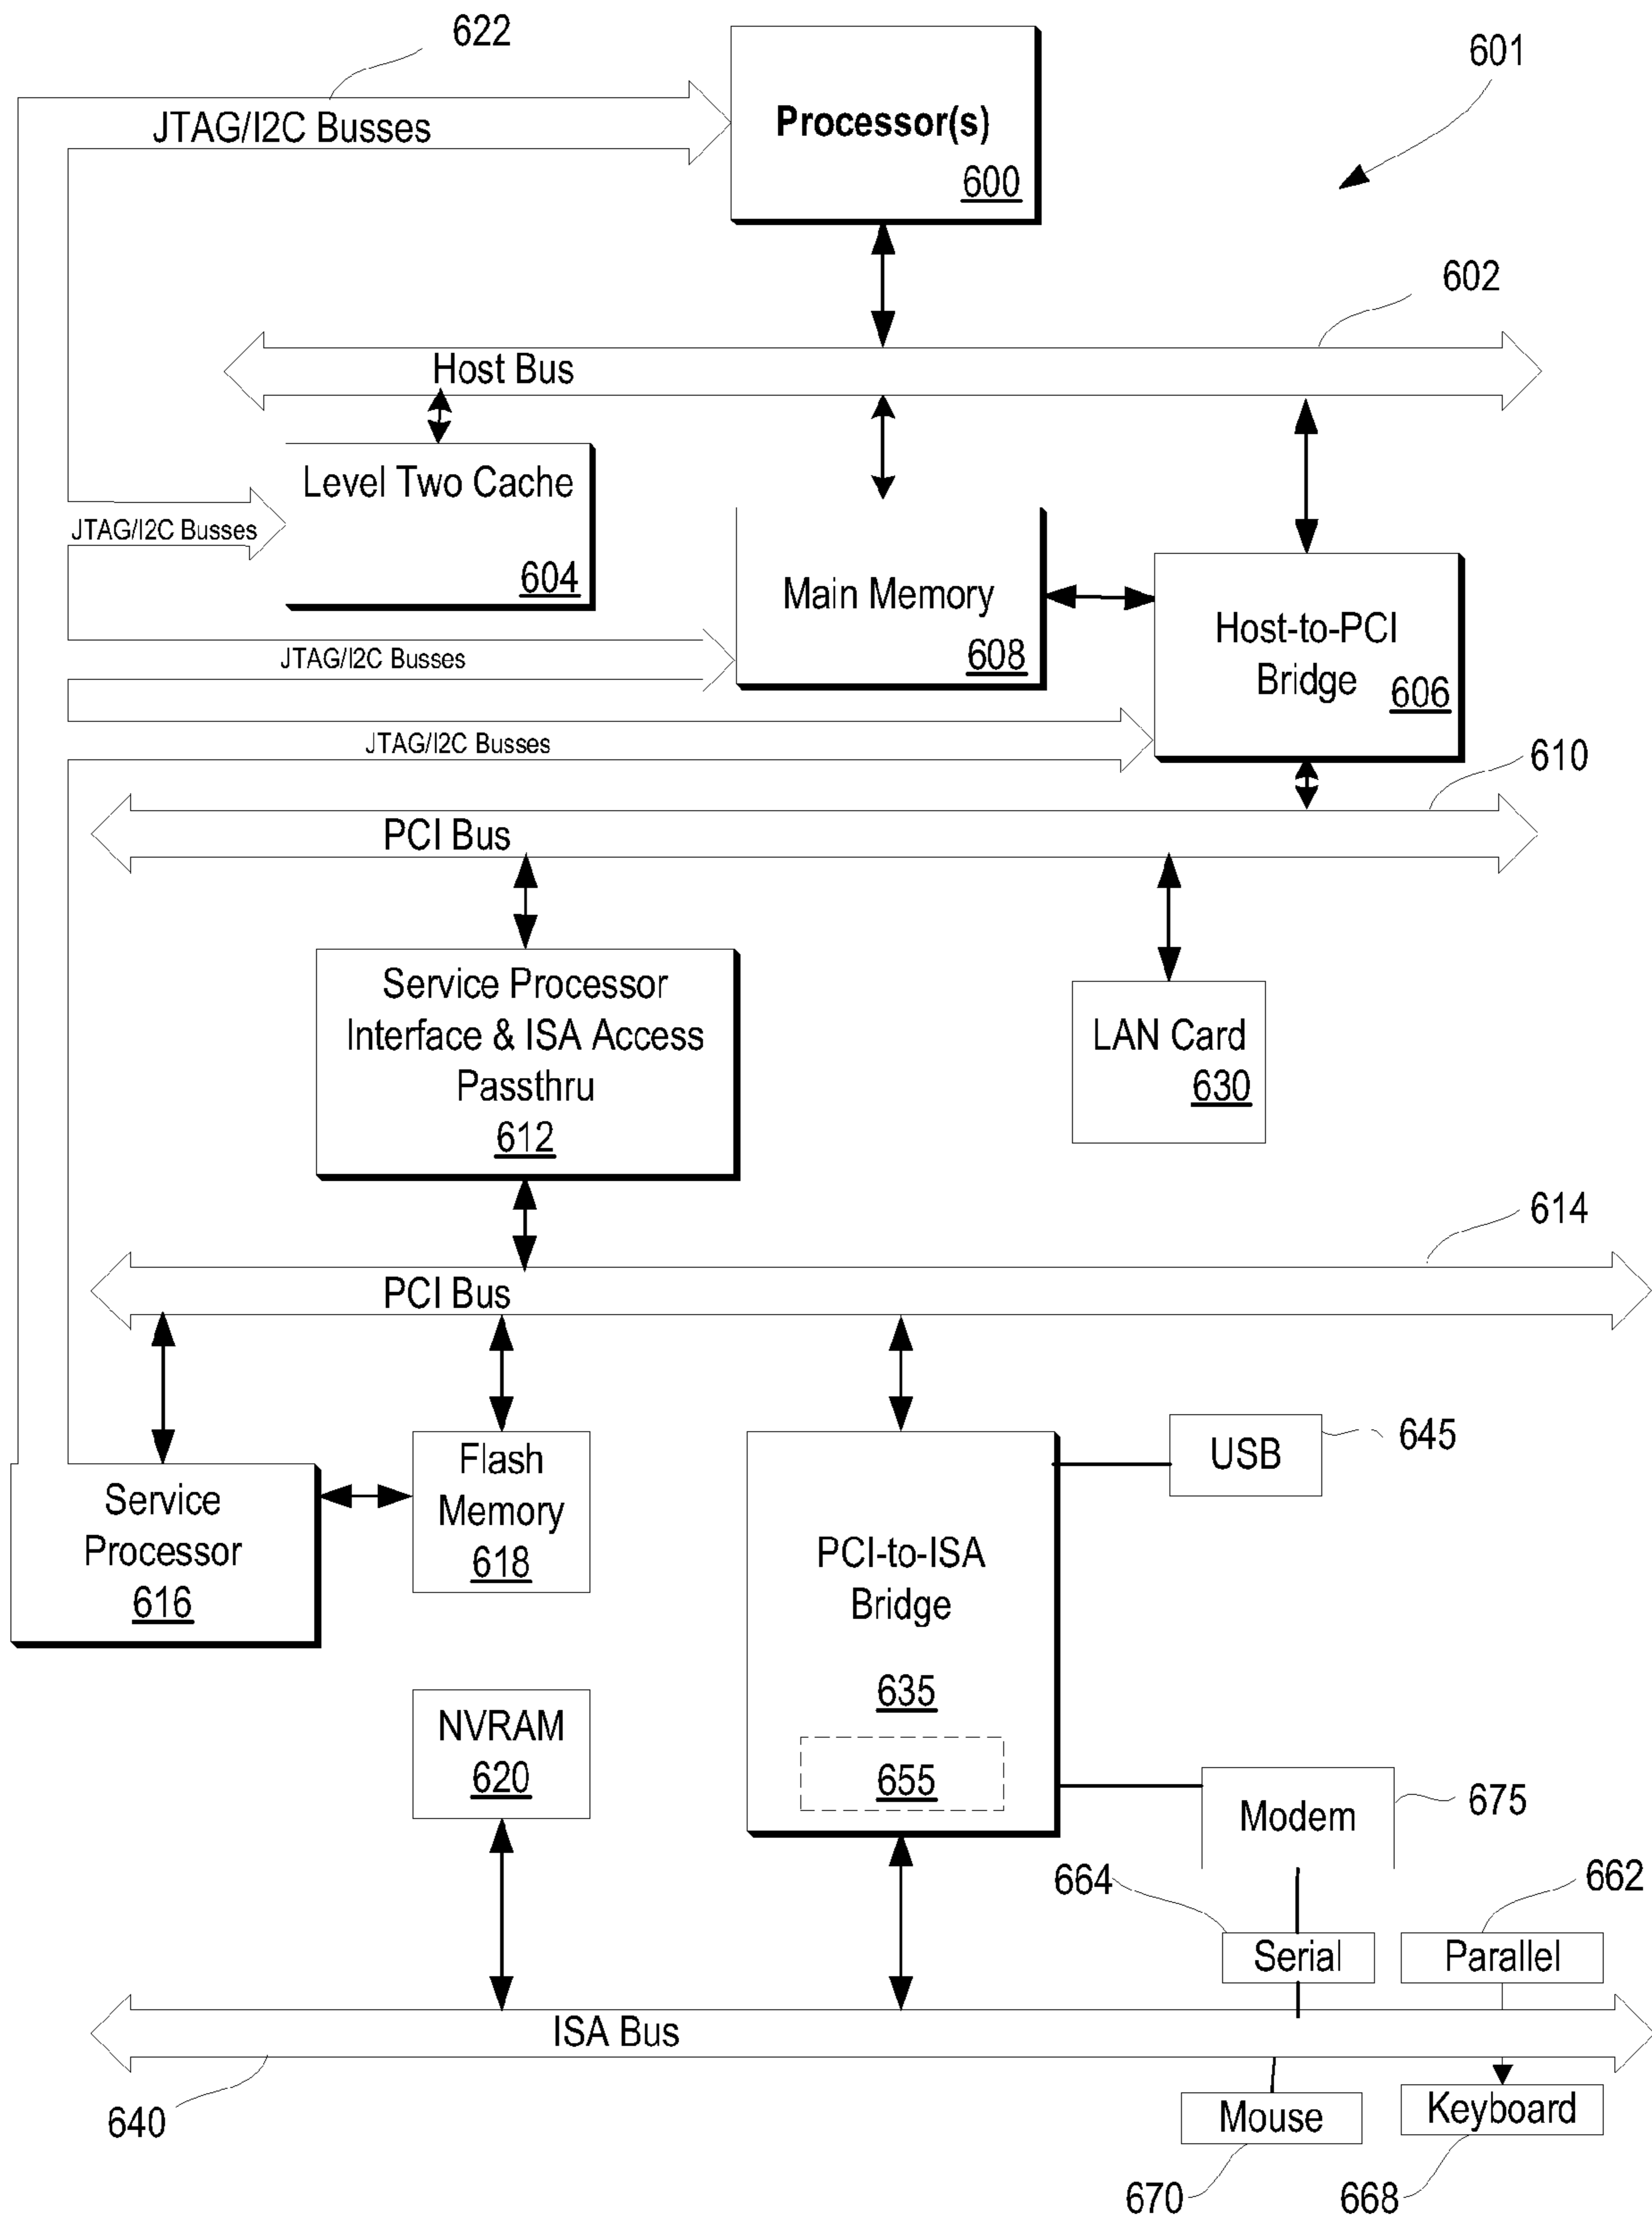 622
601
JTAG/I2C Busses
Processor(s)
600
602
Host Bus
Level Two Cache
604
JTAG/I2C Busses
Main Memory
608
Host-to-PCI
Bridge
606
JTAG/I2C Busses
JTAG/I2C Busses
610
PCI Bus
Service Processor
Interface & ISA Access
Passthru
612
LAN Card
630
614
PCI Bus
Service
Processor
616
Flash
Memory
618
USB
645
PCI-to-ISA
Bridge
635
655
NVRAM
620
Modem
675
664
662
Serial
Parallel
ISA Bus
640
Mouse
Keyboard
670
668